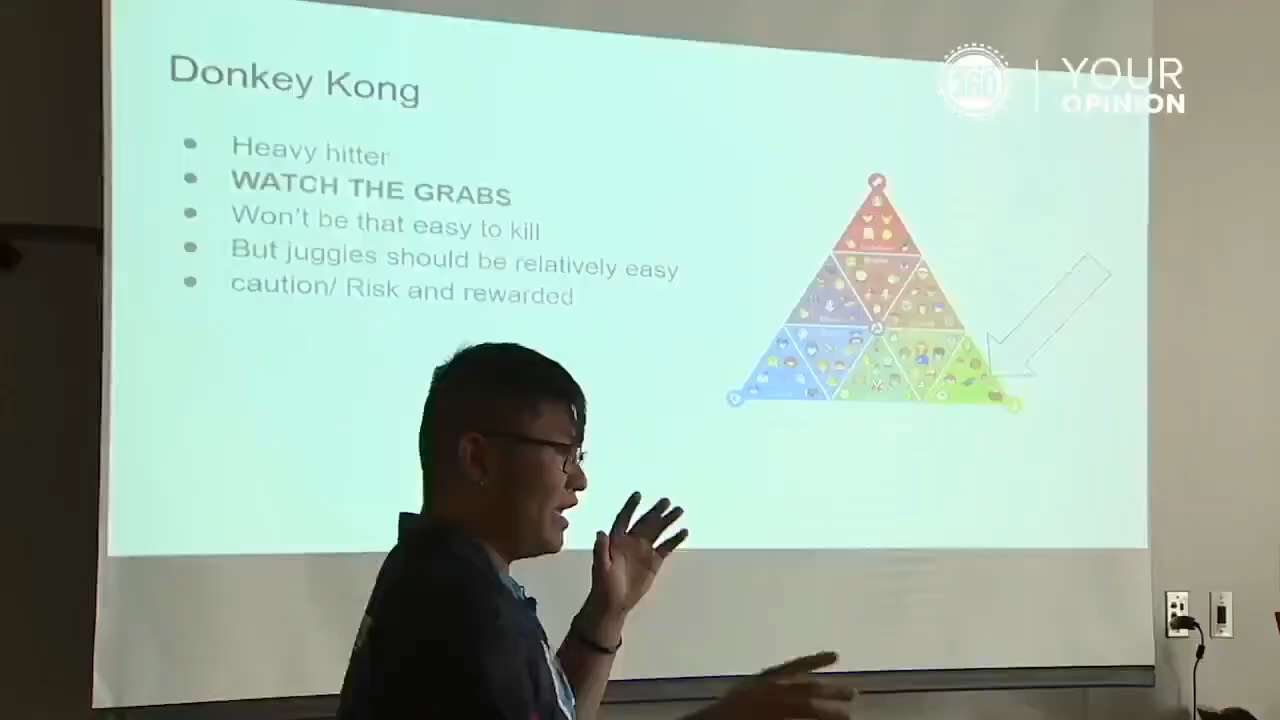 Donkey Kong
Heavy hitter
WATCH THE GRABS
Won't be that easy to kill
But juggles should be relatively easy
caution/ Risk and rewarded
360
YOUR
OPINION